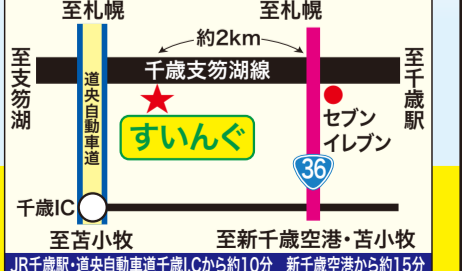 至札幌
至札幌
約2km
至支笏湖
千歳支笏湖線
至千歳駅
道央自動車道
すいんぐ
セブン
イレブン
36
千歳IC
至苫小牧
至新千歳空港・苫小牧
JR千歳駅・道央自動車道千歳I.Cから約10分 新千歳空港から約15分